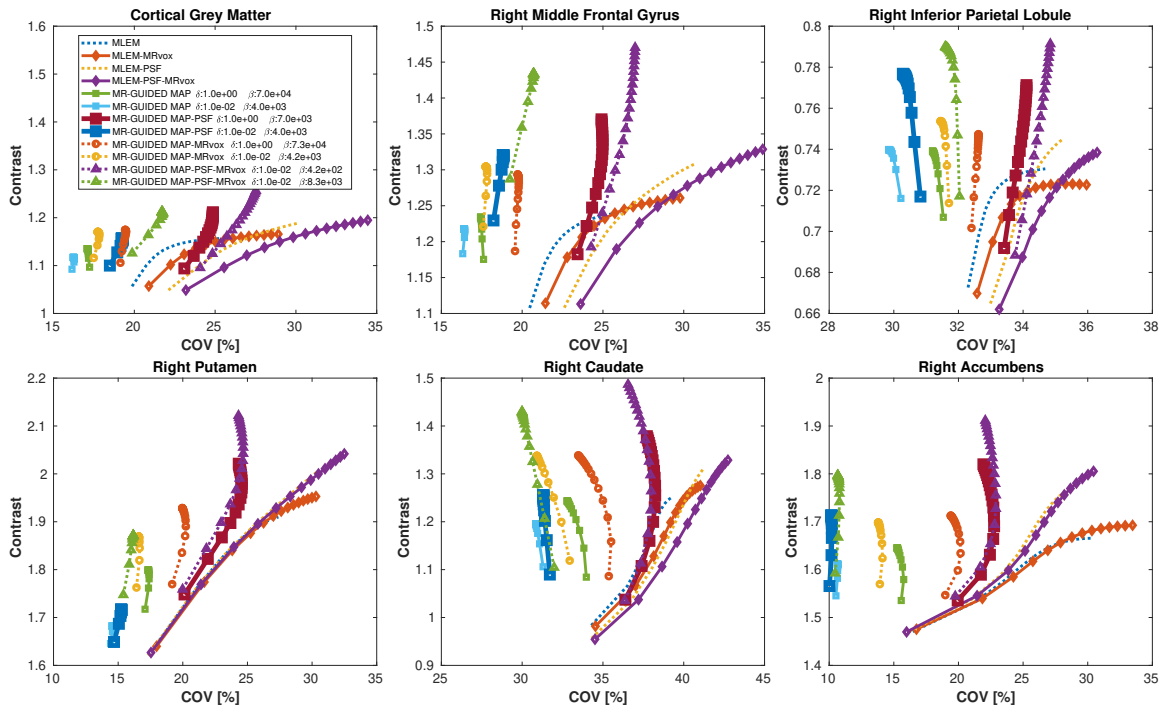 Cortical Grey Matter
1.6
1.5
1.4
1.3
1.2
1.1
1
Contrast
15 20 25 30 35
COV [%]
MLEM
MLEM-MRvox
MLEM-PSF
MLEM-PSF-MRvox
MR-GUIDED MAP δ:1.0e+00 β:7.0e+04
MR-GUIDED MAP δ:1.0e-02 β:4.0e+03
MR-GUIDED MAP-PSF δ:1.0e+00 β:7.0e+03
MR-GUIDED MAP-PSF δ:1.0e-02 β:4.0e+03
MR-GUIDED MAP-MRvox δ:1.0e+00 β:7.3e+04
MR-GUIDED MAP-MRvox δ:1.0e-02 β:4.2e+03
MR-GUIDED MAP-PSF-MRvox δ:1.0e-02 β:4.2e+02
MR-GUIDED MAP-PSF-MRvox δ:1.0e-02 β:8.3e+03
Right Middle Frontal Gyrus
1.5
1.45
1.4
1.35
1.3
1.25
1.2
1.15
1.1
Contrast
15 20 25 30 35
COV [%]
Right Inferior Parietal Lobule
0.8
0.78
0.76
0.74
0.72
0.7
0.68
0.66
Contrast
28 30 32 34 36 38
COV [%]
Right Putamen
2.2
2.1
2
1.9
1.8
1.7
1.6
Contrast
10 15 20 25 30 35
COV [%]
Right Caudate
1.5
1.4
1.3
1.2
1.1
1
0.9
Contrast
25 30 35 40 45
COV [%]
Right Accumbens
2
1.9
1.8
1.7
1.6
1.5
1.4
Contrast
10 15 20 25 30 35
COV [%]